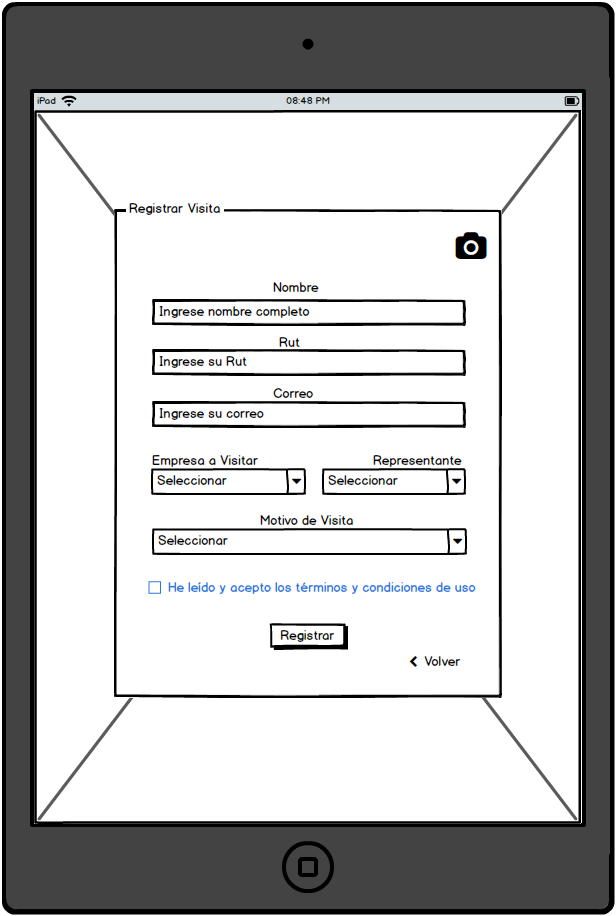 iPad
08:48 PM
Registrar Visita
Nombre
Ingrese nombre completo
Rut
Ingrese su Rut
Correo
Ingrese su correo
Empresa a Visitar
Representante
Seleccionar
Seleccionar
Motivo de Visita
Seleccionar
He leído y acepto los términos y condiciones de uso
Registrar
Volver